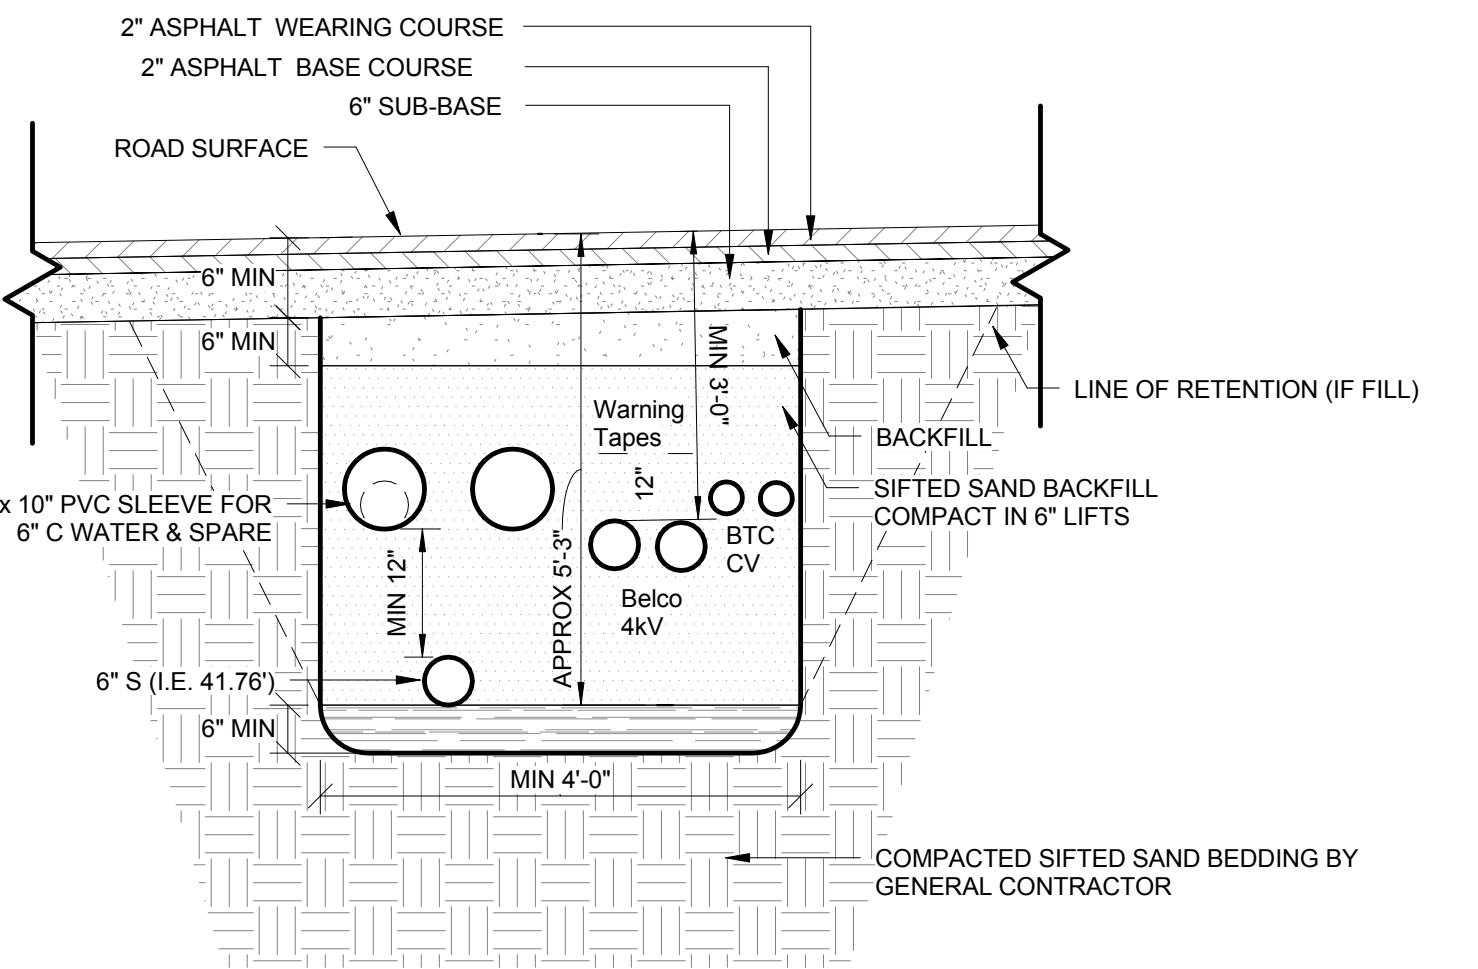 2" ASPHALT WEARING COURSE
2" ASPHALT BASE COURSE
6" SUB-BASE
ROAD SURFACE
6" MIN
6" MIN
MIN 3'-0"
LINE OF RETENTION (IF FILL)
Warning
Tapes
BACKFILL
12"
SIFTED SAND BACKFILL
COMPACT IN 6" LIFTS
x 10" PVC SLEEVE FOR
6" C WATER & SPARE
BTC
CV
MIN 12"
APPROX 5'-3"
Belco
4kV
6" S (I.E. 41.76')
6" MIN
MIN 4'-0"
COMPACTED SIFTED SAND BEDDING BY
GENERAL CONTRACTOR